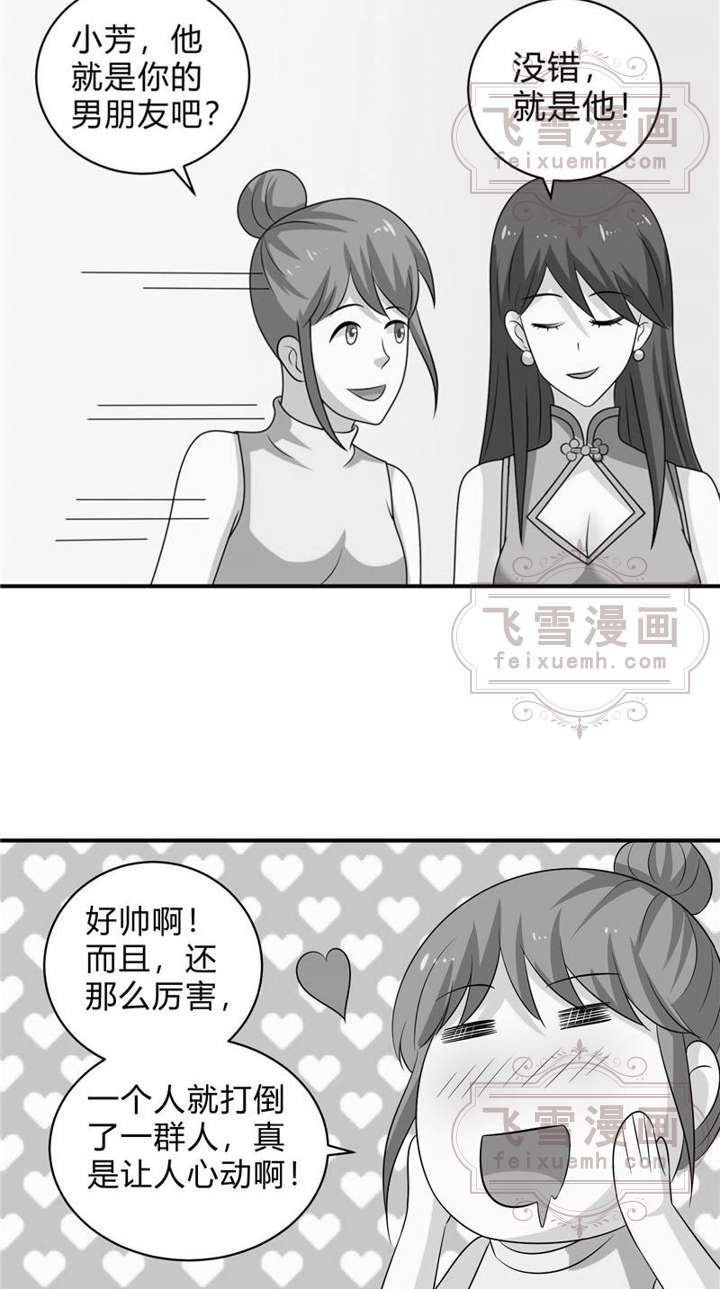 小芳，他
就是你的
男朋友吧？
没错，
就是他！
飞雪漫画
feixuemh.com
飞雪漫画
feixuemh.com
好帅啊！
而且，还
那么厉害，
一个人就打倒
了一群人，真
是让人心动啊！
飞雪漫画
feixuemh.com